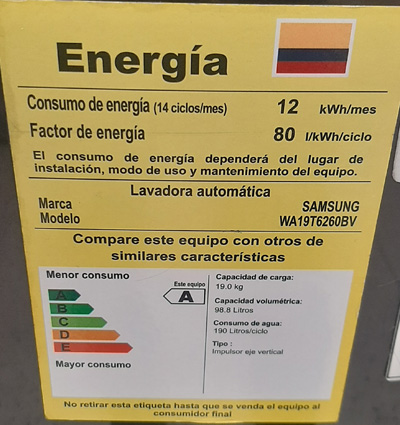 Energía
Consumo de energía (14 ciclos/mes) 12 kWh/mes
Factor de energía 80 l/kWh/ciclo
El consumo de energía dependerá del lugar de
instalación, modo de uso y mantenimiento del equipo.
Lavadora automática
Marca SAMSUNG
Modelo WA19T6260BV
Compare este equipo con otros de
similares características
Menor consumo
Este equipo
A
A
B
C
D
E
Mayor consumo
Capacidad de carga:
19.0 kg
Capacidad volumétrica:
98.8 Litros
Consumo de agua:
190 Litros/ciclo
Tipo :
Impulsor eje vertical
No retirar esta etiqueta hasta que se venda el equipo al
consumidor final